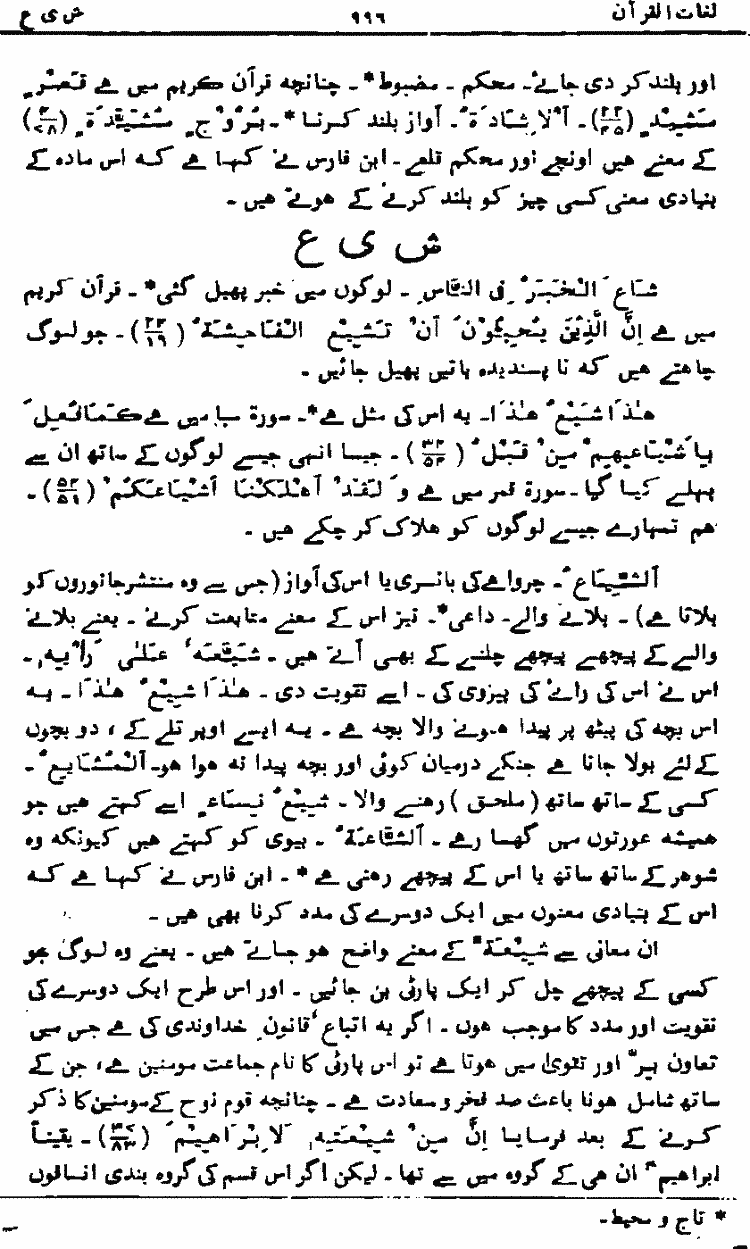 لغات القرآن ۹۹٦ ش ی ع
اور بلند کر دی جائے۔ محکم ۔ مضبوط* ۔ چنانچہ قرآن کریم میں ہے قَصْرٍ
مَشِیْدٍ (۲۲/۴۵)۔ اَلْاِشَادَۃُ ۔ آواز بلند کرنا*۔ بُرُوْجٍ مُشَیَّدَۃٍ (۴/۷۸)
کے معنے ہیں اونچے اور محکم قلعے ۔ ابن فارس نے کہا ہے کہ اس مادہ کے
بنیادی معنی کسی چیز کو بلند کرنے کے ہوتے ہیں ۔
ش ی ع
شَاعَ الْخَبَرُ فِی النَّاسِ ۔ لوگوں میں خبر پھیل گئی* ۔ قرآن کریم
میں ہے اِنَّ الَّذِیْنَ یُحِبُّوْنَ اَنْ تَشِیْعَ الْفَاحِشَۃُ (۲۴/۱۹) ۔ جو لوگ
چاہتے ہیں کہ نا پسندیدہ باتیں پھیل جائیں ۔
ھٰذَا شَیْعُ ھٰذَا۔ یہ اس کی مثل ہے*۔ سورۃ سبا میں ہے کَمَا فُعِلَ
بِاَشْیَاعِھِمْ مِنْ قَبْلُ (۳۴/۵۴) ۔ جیسا انہی جیسے لوگوں کے ساتھ ان سے
پہلے کیا گیا ۔ سورۃ قمر میں ہے وَ لَقَدْ اَھْلَکْنَا اَشْیَاعَکُمْ (۵۴/۵۱) ۔
ہم تمہارے جیسے لوگوں کو ھلاک کر چکے ہیں ۔
اَلشِّیَاعُ ۔ چرواہے کی بانسری یا اس کی آواز (جس سے وہ منتشر جانوروں کو
بلاتا ہے) ۔ بلانے والے۔ داعی*۔ نیز اس کے معنے متابعت کرنے ۔ یعنے بلانے
والے کے پیچھے پیچھے چلنے کے بھی آتے ہیں ۔ شَیَّعَہٗ عَلٰی رَاْیِہٖ ۔
اس نے اس کی رائے کی پیروی کی ۔ اسے تقویت دی ۔ ھٰذَا شَیْعُ ھٰذَا ۔ یہ
اس بچہ کی پیٹھ پر پیدا ہونے والا بچہ ہے ۔ یہ ایسے اوپر تلے کے ، دو بچوں
کے لئے بولا جاتا ہے جنکے درمیان کوئی اور بچہ پیدا نہ ہوا ہو۔ اَلْمُشَایِعُ ۔
کسی کے ساتھ ساتھ (ملحق) رہنے والا ۔ شِیْعُ نِسَاءٍ اسے کہتے ہیں جو
ہمیشہ عورتوں میں گھسا رہے ۔ اَلشَّاعَۃُ ۔ بیوی کو کہتے ہیں کیونکہ وہ
شوہر کے ساتھ ساتھ یا اس کے پیچھے رہتی ہے* ۔ ابن فارس نے کہا ہے کہ
اس کے بنیادی معنوں میں ایک دوسرے کی مدد کرنا بھی ہیں ۔
ان معانی سے شِیْعَۃٌ کے معنے واضح ہو جاتے ہیں ۔ یعنے وہ لوگ جو
کسی کے پیچھے چل کر ایک پارٹی بن جائیں ۔ اور اس طرح ایک دوسرے کی
تقویت اور مدد کا موجب ہوں ۔ اگر یہ اتباع، قانونِ خداوندی کی ہے جس میں
تعاون بِرّ اور تقویٰ میں ہوتا ہے تو اس پارٹی کا نام جماعت مومنین ہے، جن کے
ساتھ شامل ہونا باعث صد فخر و سعادت ہے ۔ چنانچہ قوم نوح کے مومنین کا ذکر
کرنے کے بعد فرمایا اِنَّ مِنْ شِیْعَتِہٖ لَاِبْرَاھِیْمَ (۳۷/۸۳) ۔ یقیناً
ابراہیمؑ ان ہی کے گروہ میں سے تھا ۔ لیکن اگر اس قسم کی گروہ بندی انسانوں
* تاج و محیط۔